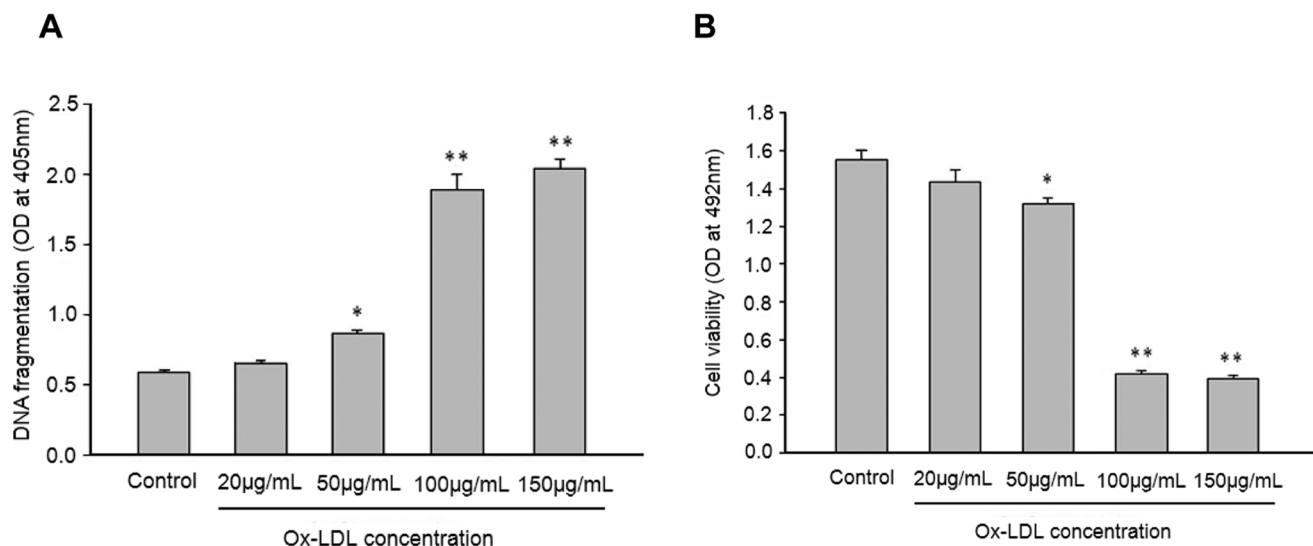 A
DNA fragmentation (OD at 405nm)
2.5
2.0
1.5
1.0
0.5
0.0
*
**
**
Control 20µg/mL 50µg/mL 100µg/mL 150µg/mL
Ox-LDL concentration
B
Cell viability (OD at 492nm)
1.8
1.6
1.4
1.2
1.0
0.8
0.6
0.4
0.2
0.0
*
**
**
Control 20µg/mL 50µg/mL 100µg/mL 150µg/mL
Ox-LDL concentration